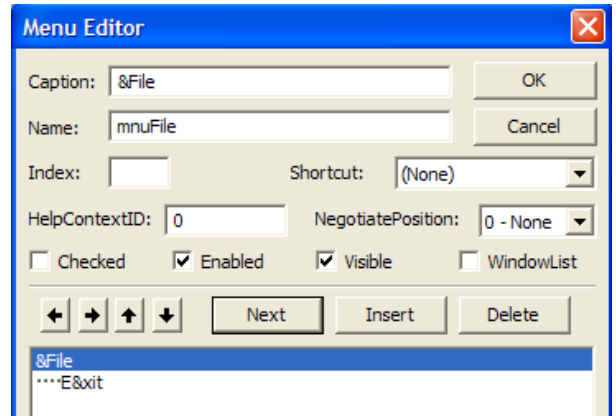 Menu Editor
Caption: &File OK
Name: mnuFile Cancel
Index: Shortcut: (None)
HelpContextID: 0 NegotiatePosition: 0 - None
Checked Enabled Visible WindowList
Next Insert Delete
&File
····E&xit